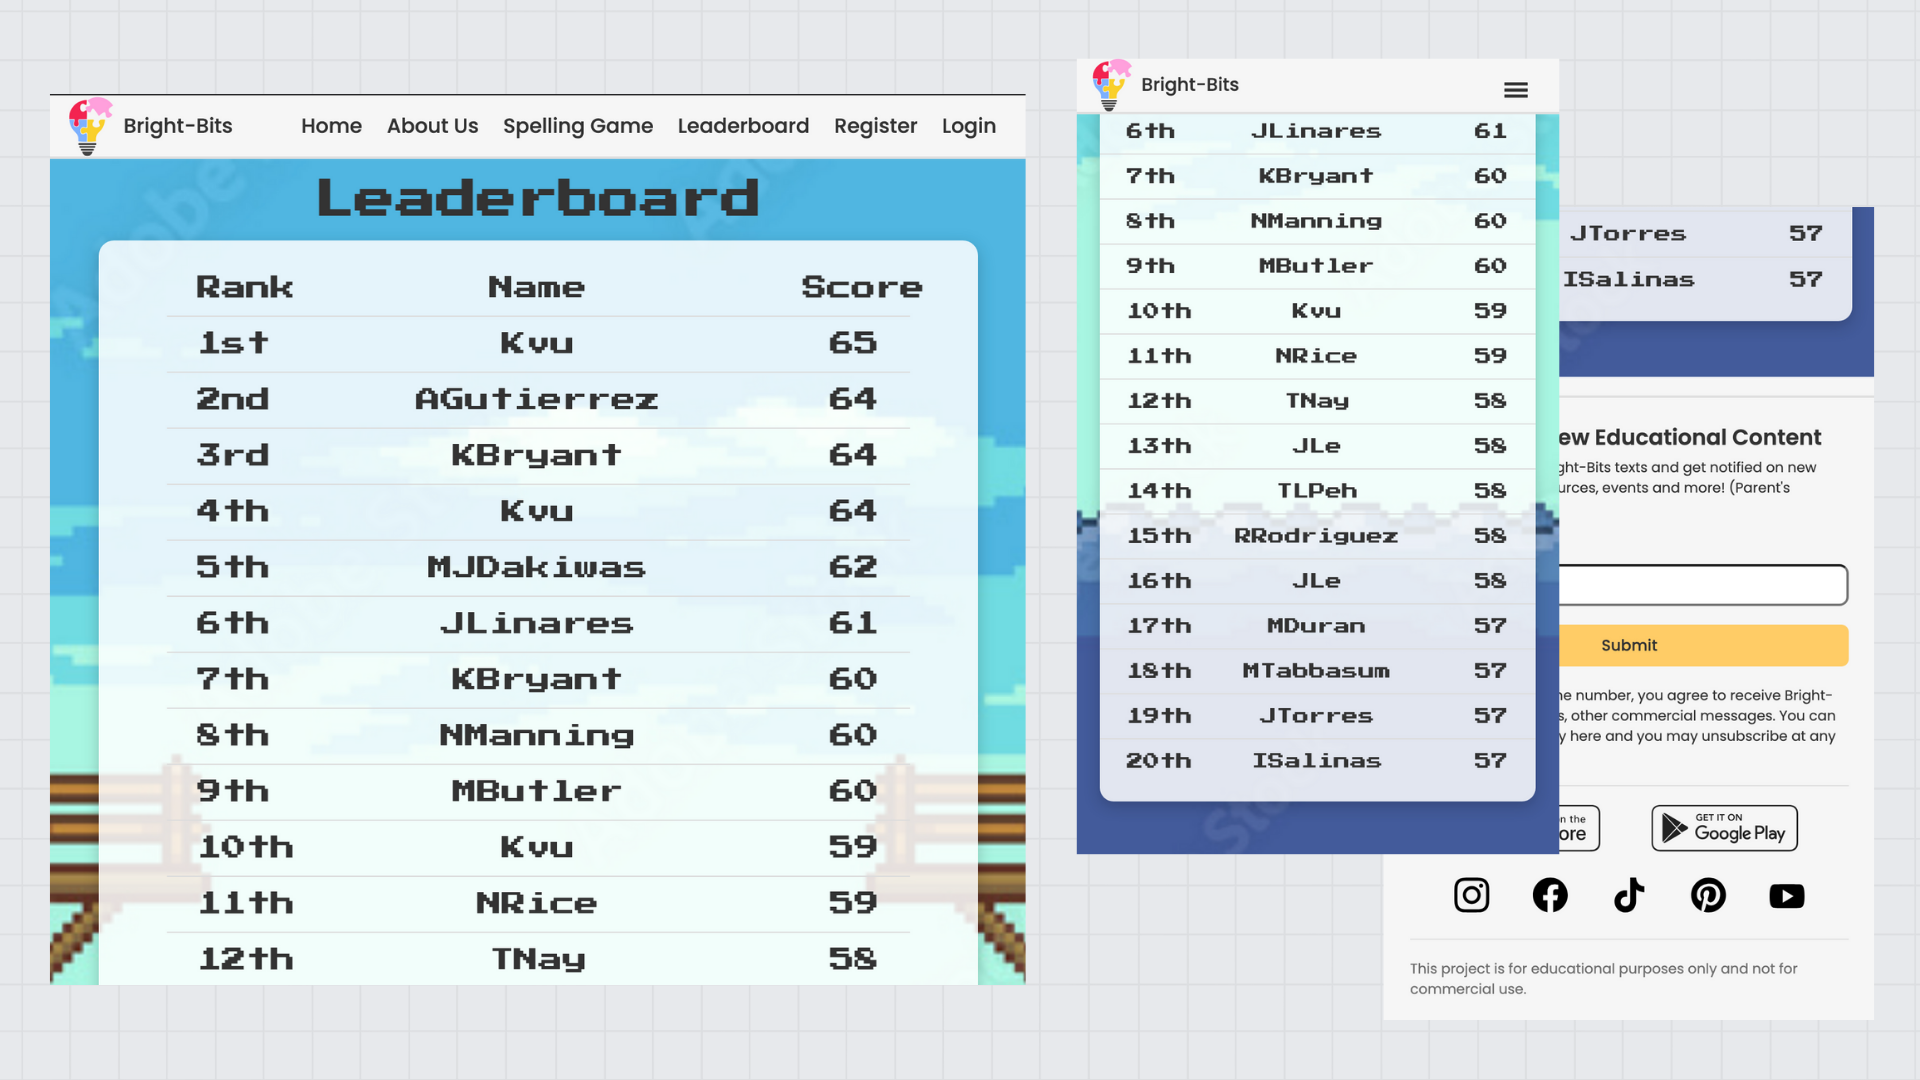 Bright-Bits Home About Us Spelling Game Leaderboard Register Login
Leaderboard
Rank Name Score
1st Kvu 65
2nd AGutierrez 64
3rd KBryant 64
4th Kvu 64
5th MJDakiwas 62
6th JLinares 61
7th KBryant 60
8th NManning 60
9th MButler 60
10th Kvu 59
11th NRice 59
12th TNay 58
Bright-Bits
6th JLinares 61
7th KBryant 60
8th NManning 60
9th MButler 60
10th Kvu 59
11th NRice 59
12th TNay 58
13th JLe 58
14th TLPeh 58
15th RRodriguez 58
16th JLe 58
17th MDuran 57
18th MTabbasum 57
19th JTorres 57
20th ISalinas 57
JTorres 57
ISalinas 57
ew Educational Content
ght-Bits texts and get notified on new
urces, events and more! (Parent's
Submit
ne number, you agree to receive Bright-
s, other commercial messages. You can
y here and you may unsubscribe at any
n the
ore
GET IT ON
Google Play
This project is for educational purposes only and not for
commercial use.